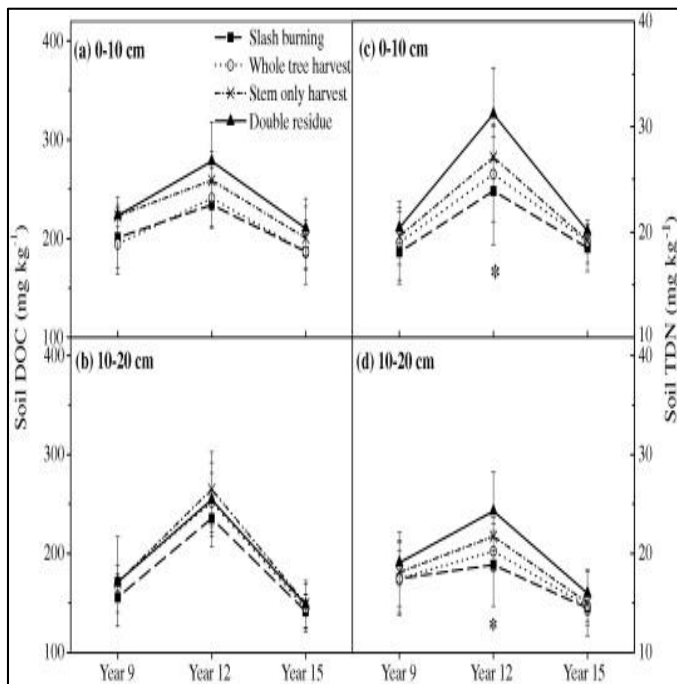 (a) 0-10 cm
Slash burning
Whole tree harvest
Stem only harvest
Double residue
(c) 0-10 cm
(b) 10-20 cm
(d) 10-20 cm
Soil DOC (mg kg⁻¹)
400
300
200
100
400
300
200
100
Soil TDN (mg kg⁻¹)
40
30
20
10
40
30
20
10
*
*
Year 9 Year 12 Year 15 Year 9 Year 12 Year 15